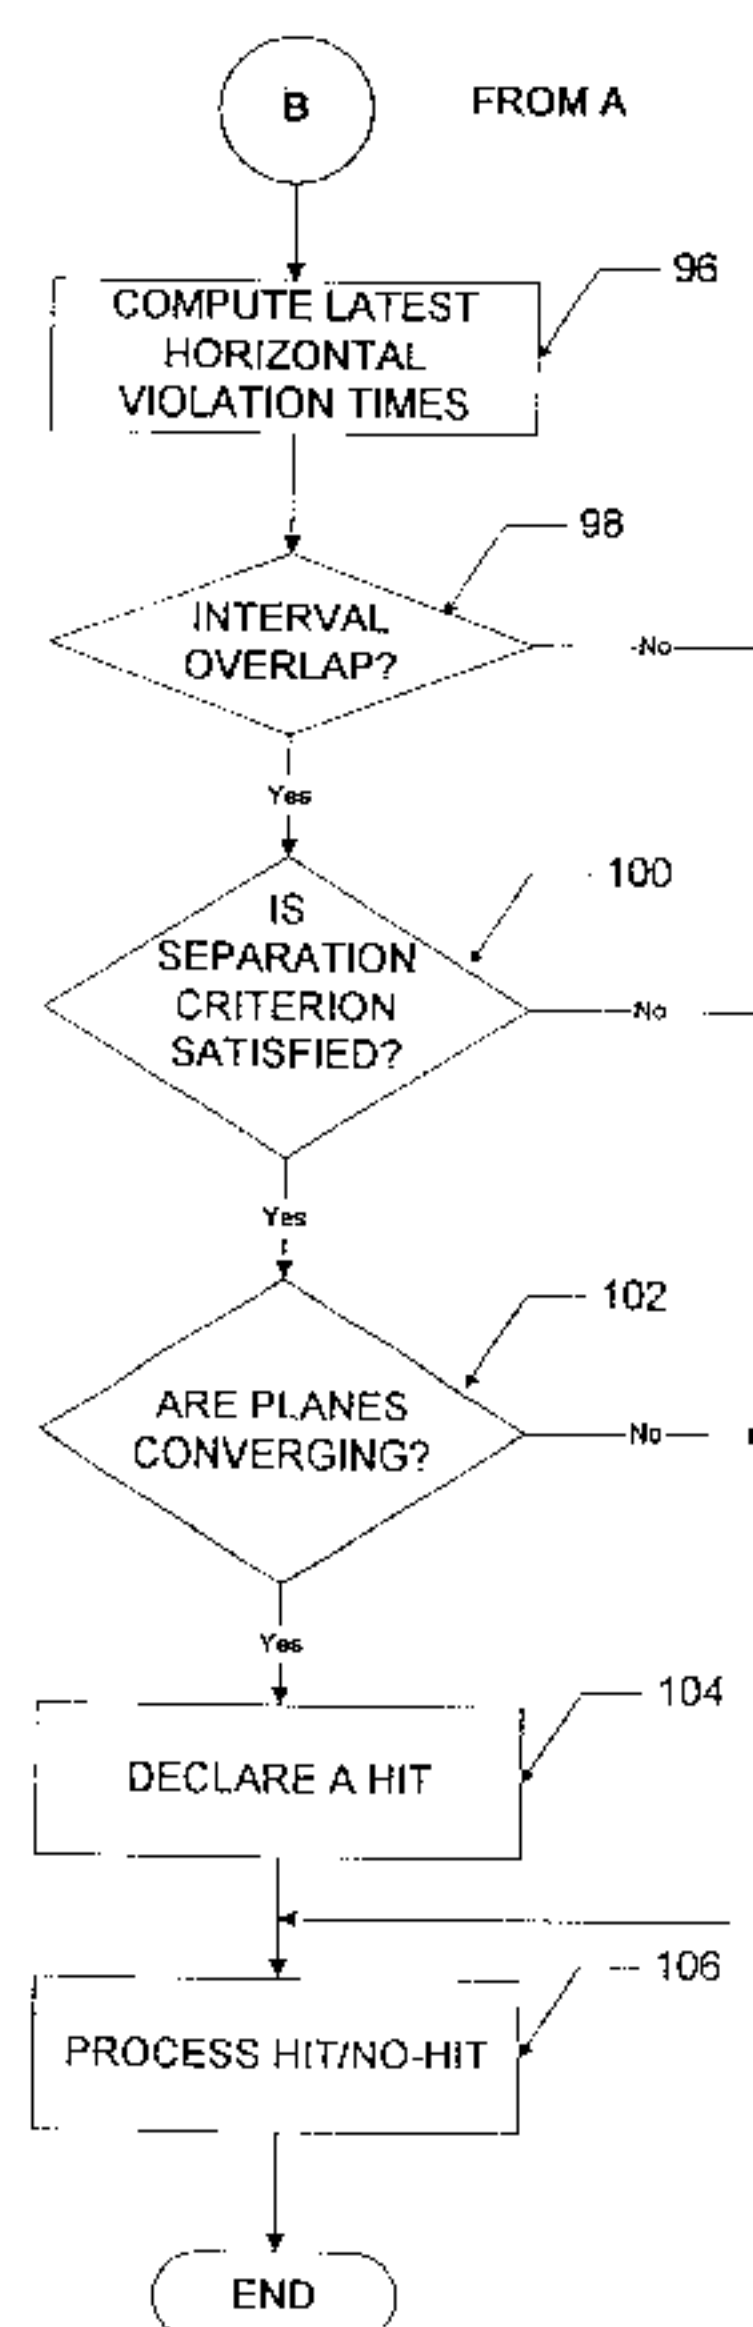 B
FROM A
96
COMPUTE LATEST
HORIZONTAL
VIOLATION TIMES
98
INTERVAL
OVERLAP?
No
Yes
100
IS
SEPARATION
CRITERION
SATISFIED?
No
Yes
102
ARE PLANES
CONVERGING?
No
Yes
104
DECLARE A HIT
106
PROCESS HIT/NO-HIT
END